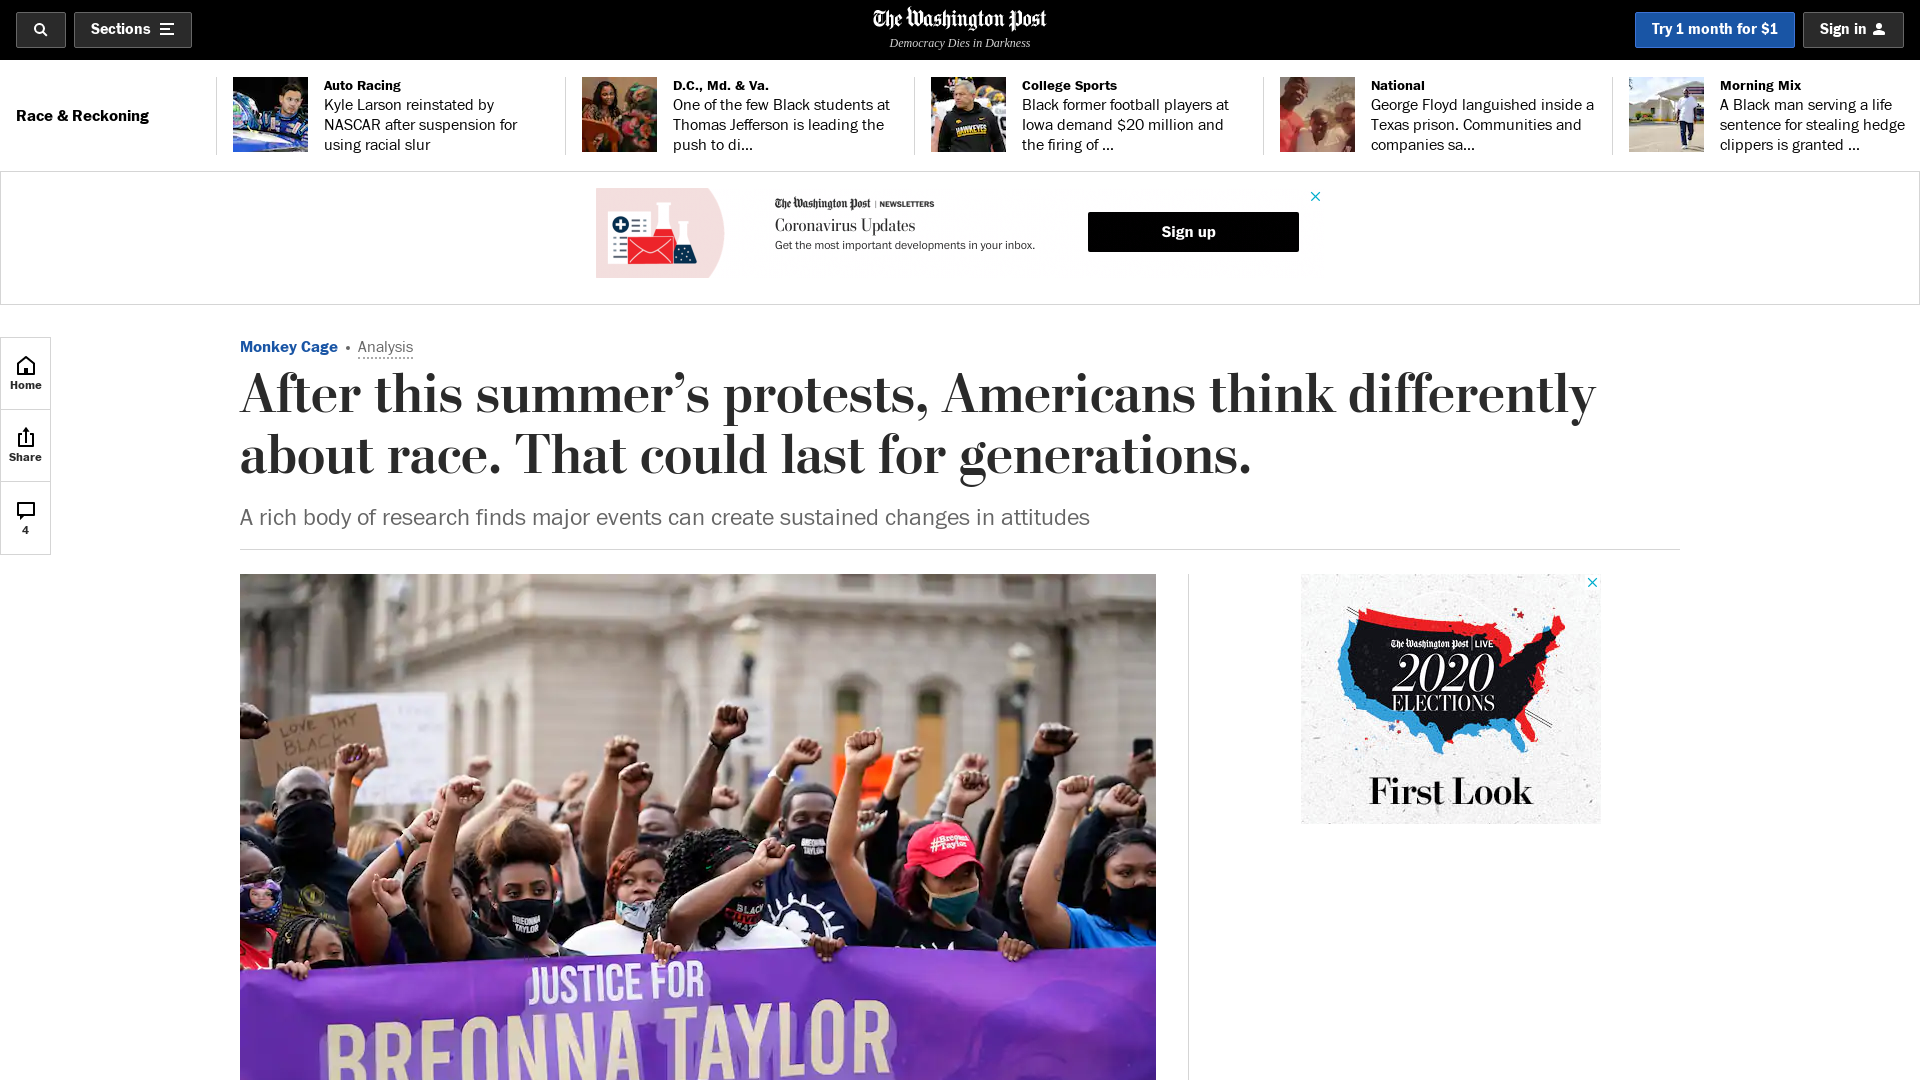 Sections
The Washington Post
Democracy Dies in Darkness
Try 1 month for $1
Sign in
Race & Reckoning
Auto Racing
Kyle Larson reinstated by
NASCAR after suspension for
using racial slur
D.C., Md. & Va.
One of the few Black students at
Thomas Jefferson is leading the
push to di...
College Sports
Black former football players at
Iowa demand $20 million and
the firing of ...
National
George Floyd languished inside a
Texas prison. Communities and
companies sa...
Morning Mix
A Black man serving a life
sentence for stealing hedge
clippers is granted ...
HAWKEYES
The Washington Post | NEWSLETTERS
Coronavirus Updates
Get the most important developments in your inbox.
Sign up
Home
Share
4
Monkey Cage • Analysis
After this summer’s protests, Americans think differently
about race. That could last for generations.
A rich body of research finds major events can create sustained changes in attitudes
LOVE THY
BLACK
BREONNA
TAYLOR
BLACK
LIVES
BREONNA
TAYLOR
#Breonna
Taylor
JUSTICE FOR
BREONNA TAYLOR
The Washington Post | LIVE
2020
ELECTIONS
First Look